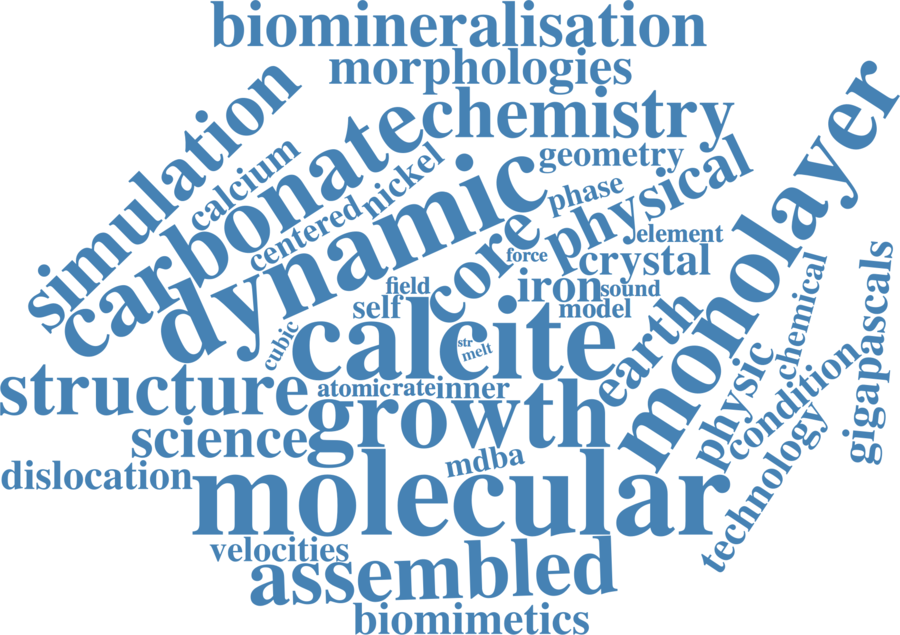 biomineralisation
morphologies
simulation
carbonate
chemistry
monolayer
calcium
nickel
geometry
centered
dynamic
phase
physical
core
element
force
crystal
field
iron
sound
self
model
cubic
calcite
str
melt
earth
chemical
gigapascals
structure
atomic
rate
inner
growth
physic
condition
science
technology
dislocation
mdba
molecular
velocities
assembled
biomimetics